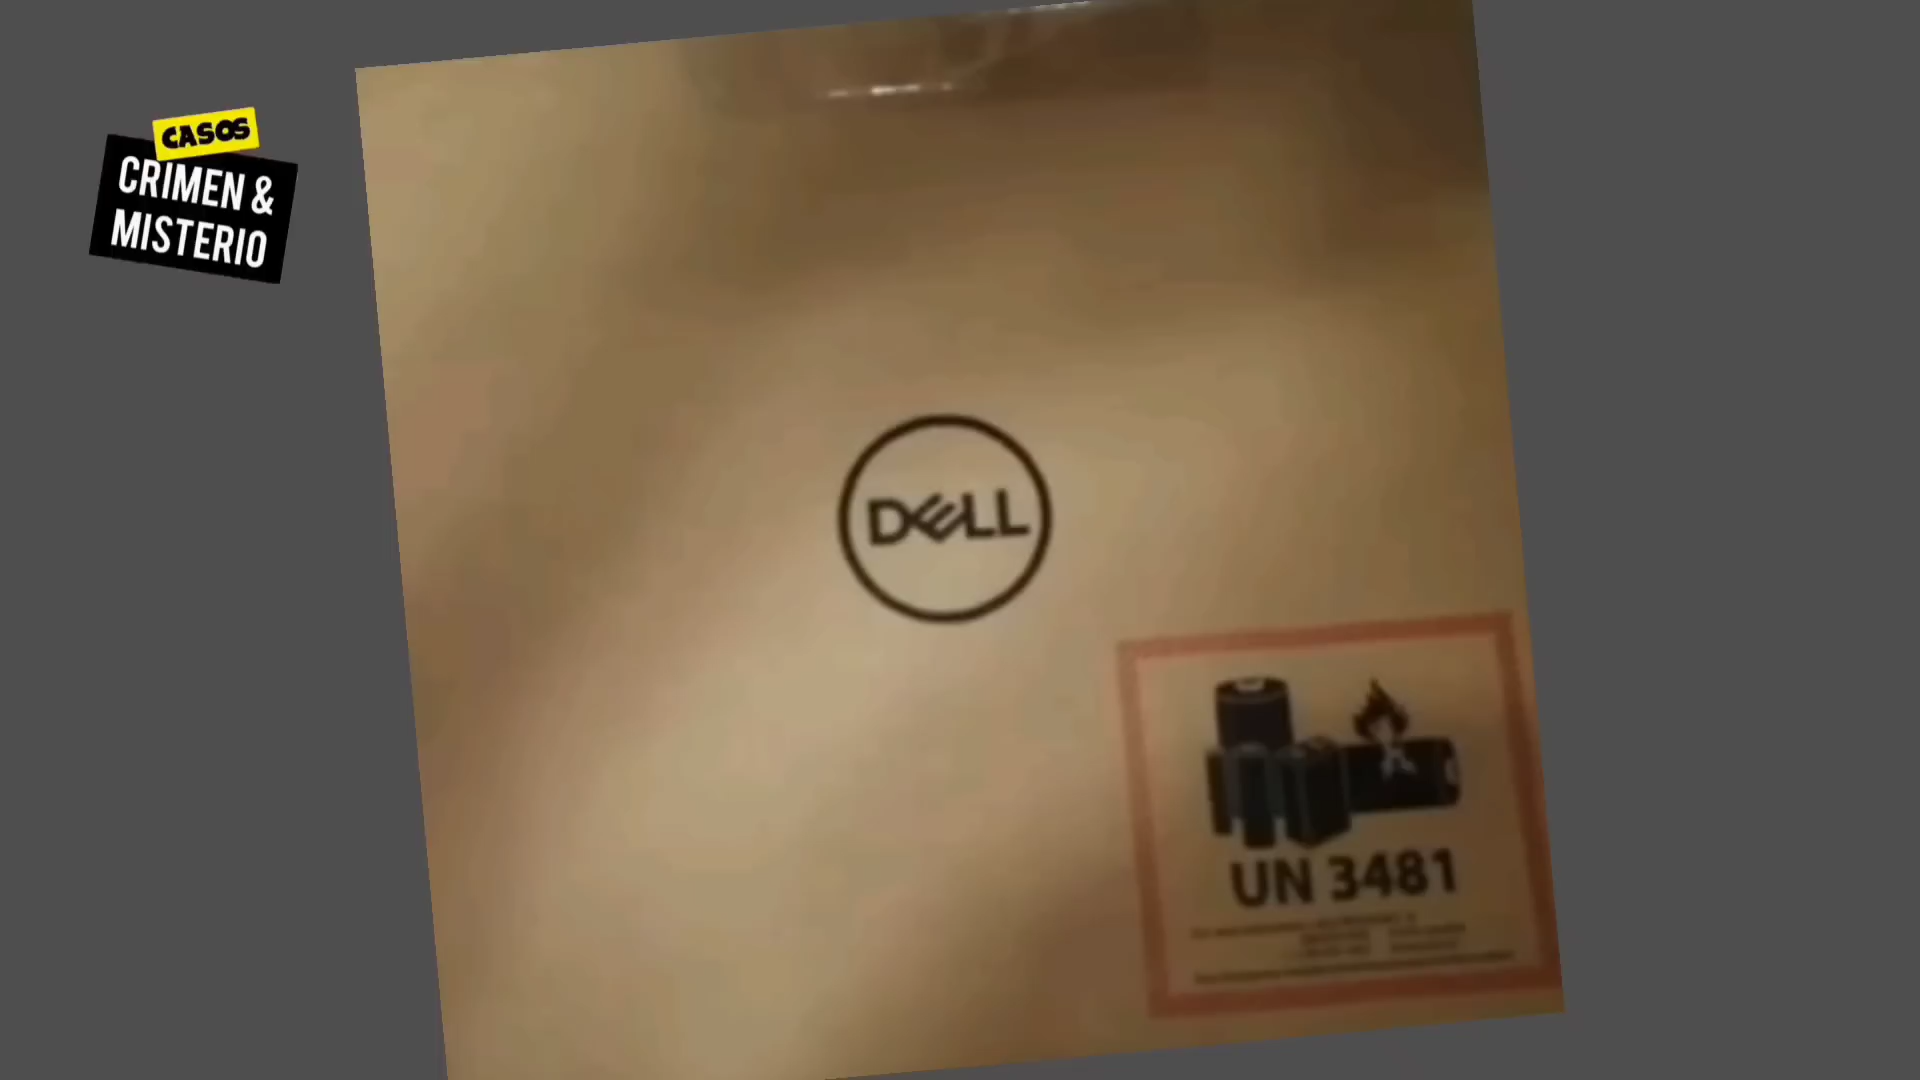 CASOS
CRIMEN &
MISTERIO
DELL
UN 3481